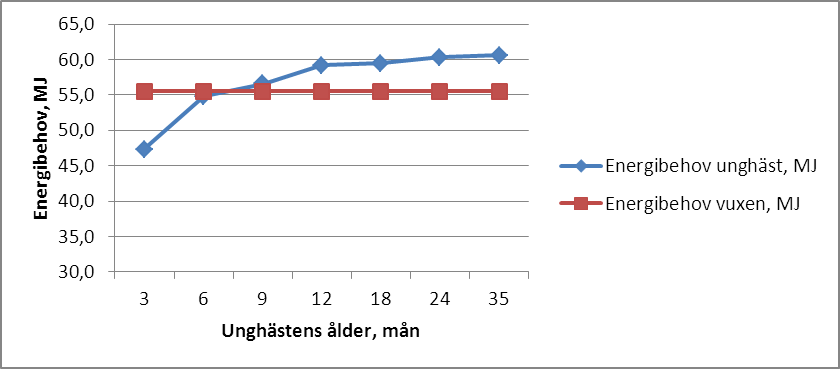 65,0
60,0
55,0
50,0
45,0
40,0
35,0
30,0
Energibehov, MJ
3 6 9 12 18 24 35
Unghästens ålder, mån
Energibehov unghäst, MJ
Energibehov vuxen, MJ